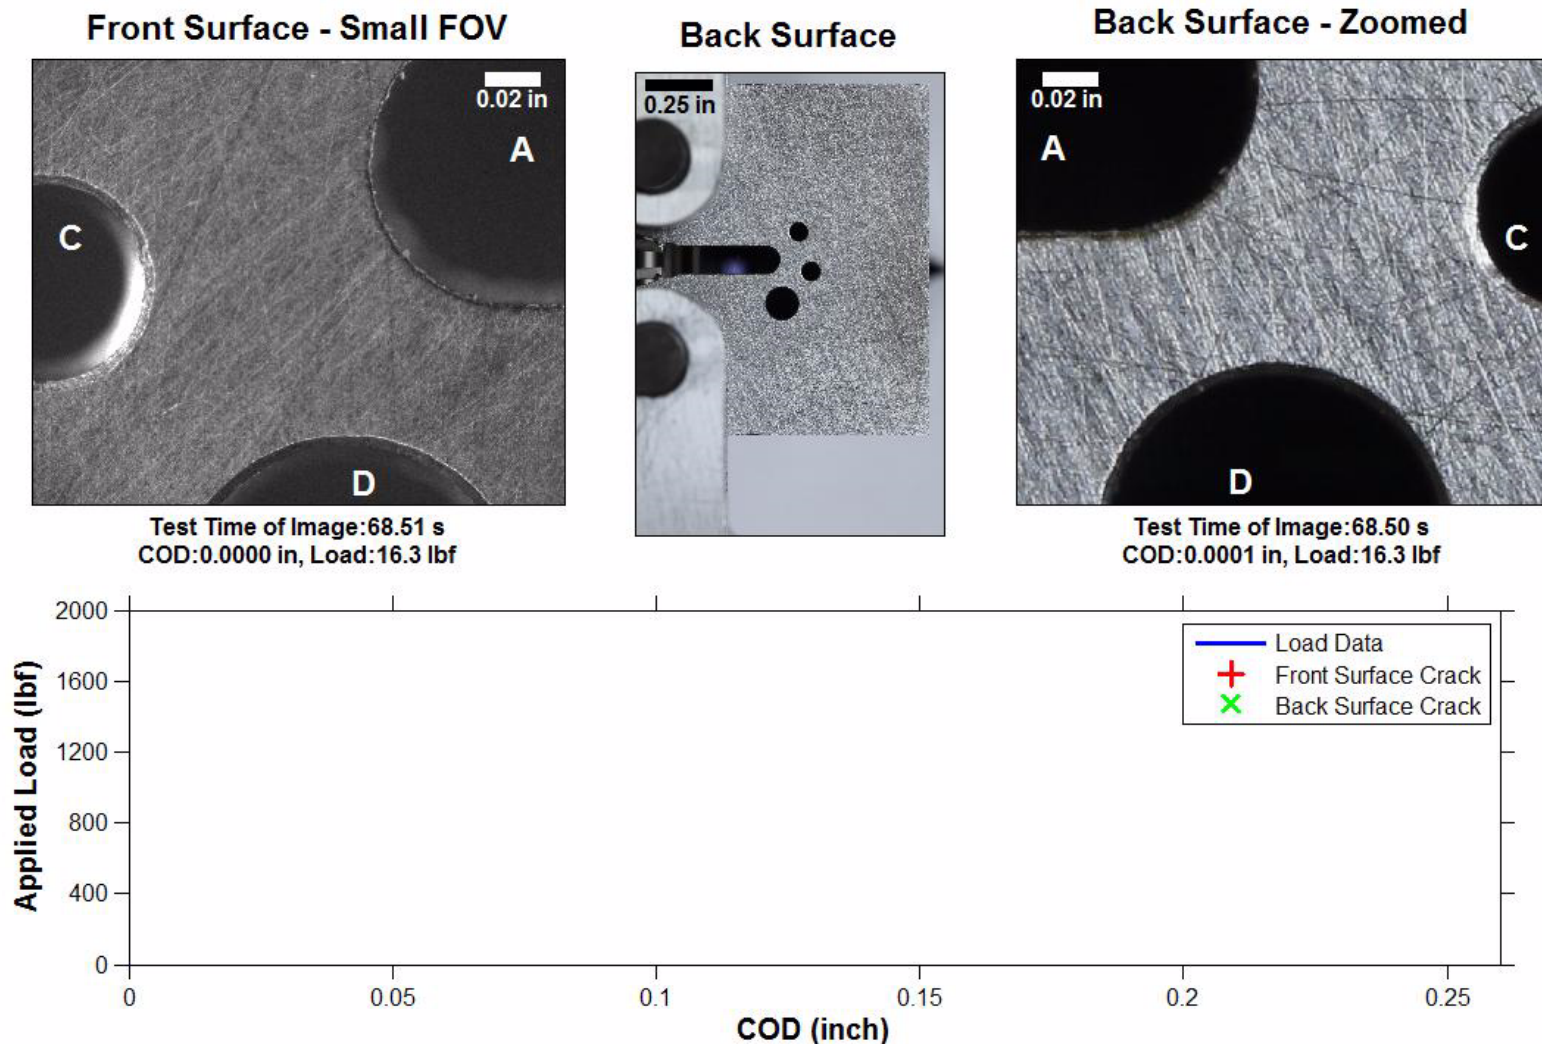 Front Surface - Small FOV
Back Surface
Back Surface - Zoomed
0.02 in
A
C
D
0.25 in
0.02 in
A
C
D
Test Time of Image:68.51 s
COD:0.0000 in, Load:16.3 lbf
Test Time of Image:68.50 s
COD:0.0001 in, Load:16.3 lbf
2000
1600
1200
800
400
0
Applied Load (lbf)
Load Data
Front Surface Crack
Back Surface Crack
0
0.05
0.1
0.15
0.2
0.25
COD (inch)